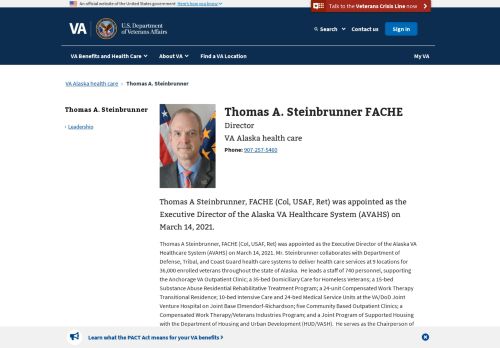 An official website of the United States government Here's how you know
Talk to the Veterans Crisis Line now
VA
U.S. Department
of Veterans Affairs
Search
Contact us
Sign in
VA Benefits and Health Care
About VA
Find a VA Location
My VA
VA Alaska health care › Thomas A. Steinbrunner
Thomas A. Steinbrunner
‹ Leadership
Thomas A. Steinbrunner FACHE
Director
VA Alaska health care
Phone: 907-257-5460
Thomas A Steinbrunner, FACHE (Col, USAF, Ret) was appointed as the
Executive Director of the Alaska VA Healthcare System (AVAHS) on
March 14, 2021.
Thomas A Steinbrunner, FACHE (Col, USAF, Ret) was appointed as the Executive Director of the Alaska VA
Healthcare System (AVAHS) on March 14, 2021. Mr. Steinbrunner collaborates with Department of
Defense, Tribal, and Coast Guard health care systems to deliver health care services at 9 locations for
36,000 enrolled veterans throughout the state of Alaska. He leads a staff of 740 personnel, supporting
the Anchorage VA Outpatient Clinic; a 35-bed Domiciliary Care for Homeless Veterans; a 15-bed
Substance Abuse Residential Rehabilitative Treatment Program; a 24-unit Compensated Work Therapy
Transitional Residence; 10-bed Intensive Care and 24-bed Medical Service Units at the VA/DoD Joint
Venture Hospital on Joint Base Elmendorf-Richardson; five Community Based Outpatient Clinics; a
Compensated Work Therapy/Veterans Industries Program; and a Joint Program of Supported Housing
with the Department of Housing and Urban Development (HUD/VASH). He serves as the Chairperson of
Learn what the PACT Act means for your VA benefits >